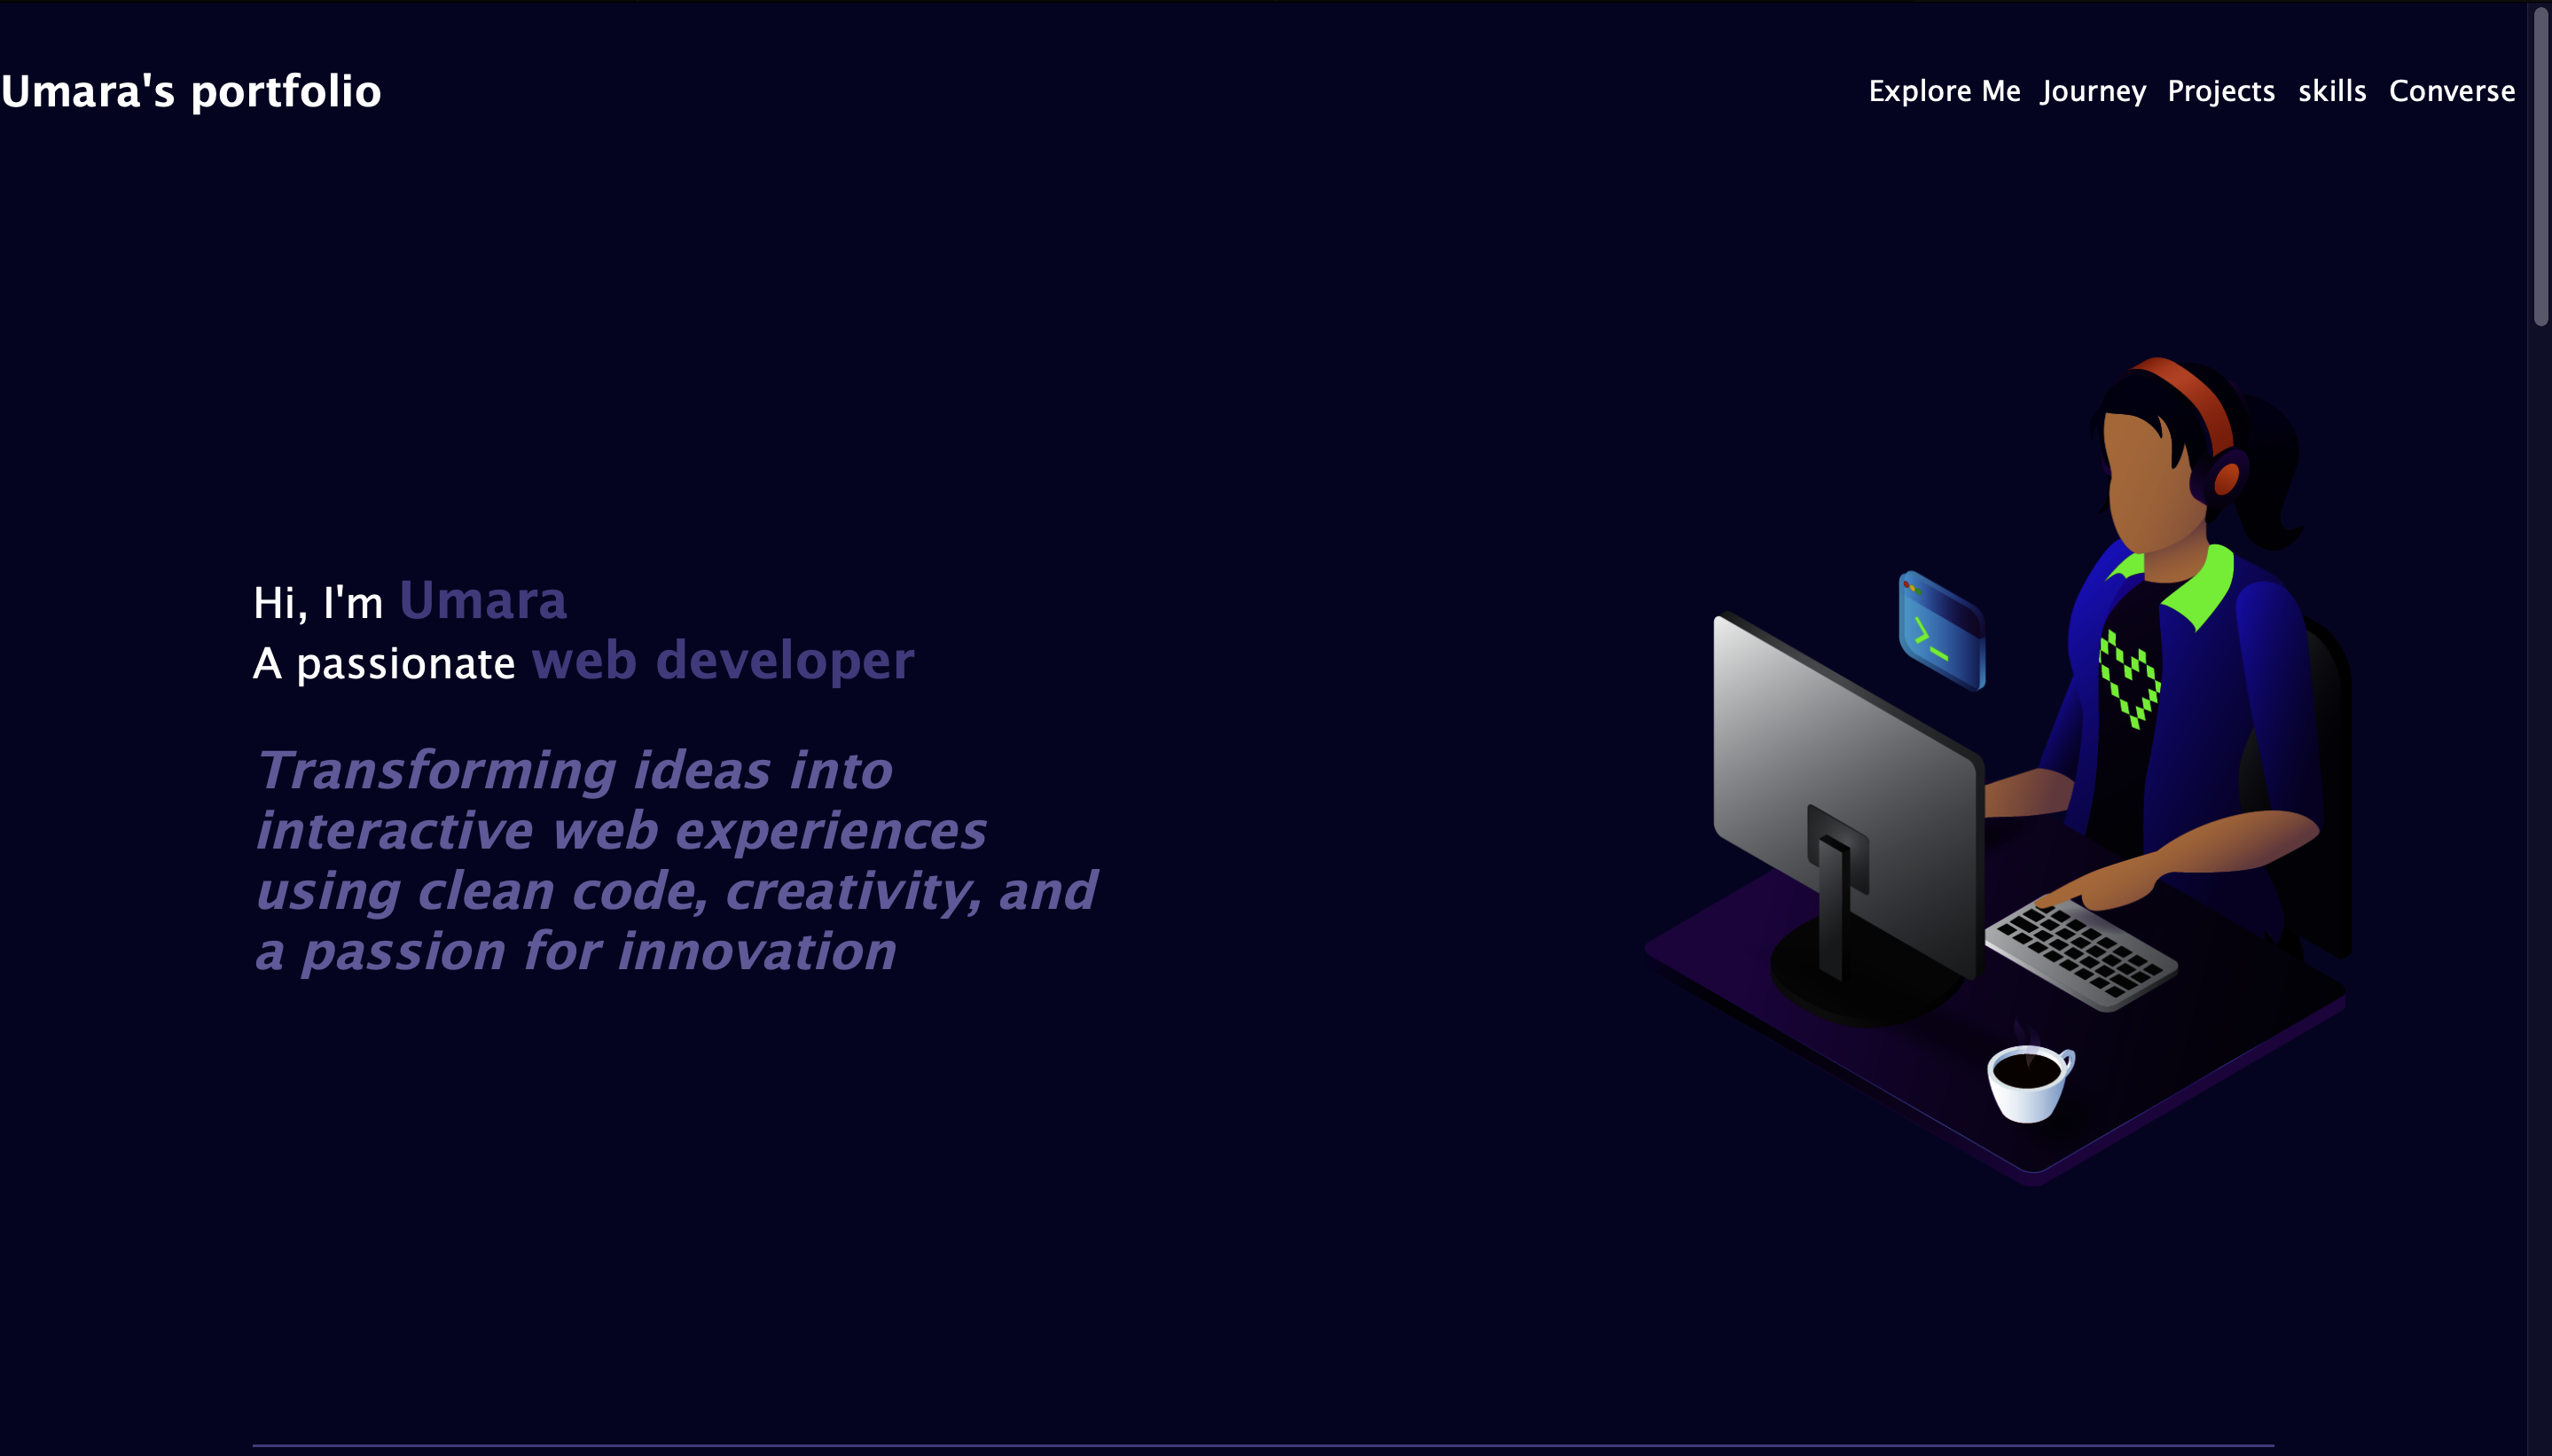 Umara's portfolio
Explore Me Journey Projects skills Converse
Hi, I'm Umara
A passionate web developer
Transforming ideas into
interactive web experiences
using clean code, creativity, and
a passion for innovation